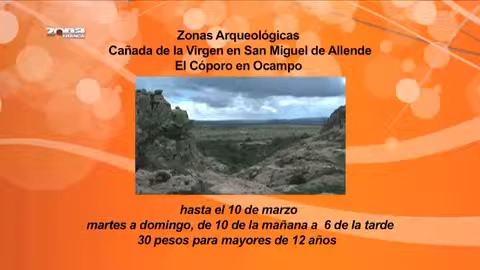 ZONA
FRANCA
Zonas Arqueológicas
Cañada de la Virgen en San Miguel de Allende
El Cóporo en Ocampo
hasta el 10 de marzo
martes a domingo, de 10 de la mañana a 6 de la tarde
30 pesos para mayores de 12 años